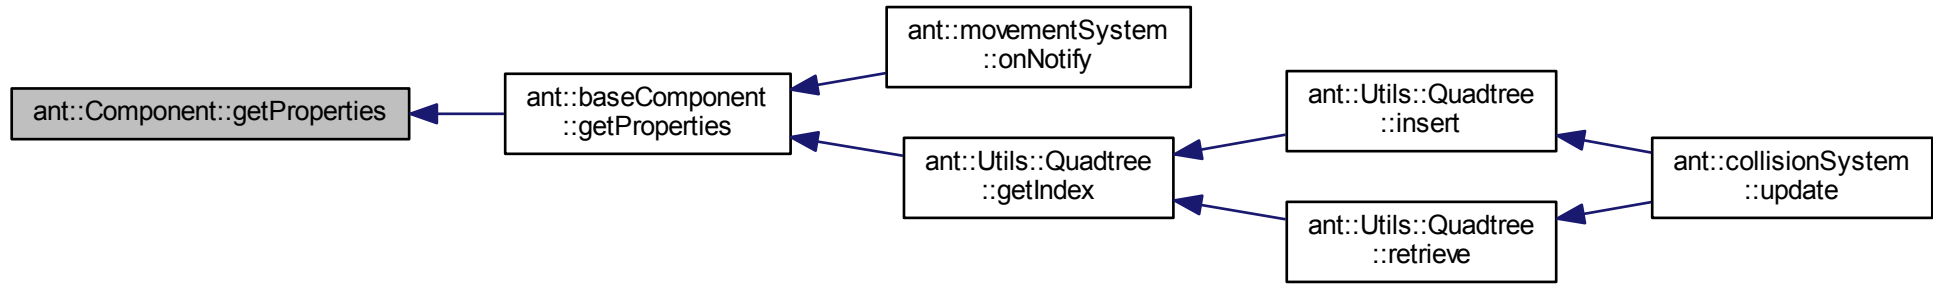 ant::Component::getProperties
ant::baseComponent
::getProperties
ant::movementSystem
::onNotify
ant::Utils::Quadtree
::getIndex
ant::Utils::Quadtree
::insert
ant::Utils::Quadtree
::retrieve
ant::collisionSystem
::update